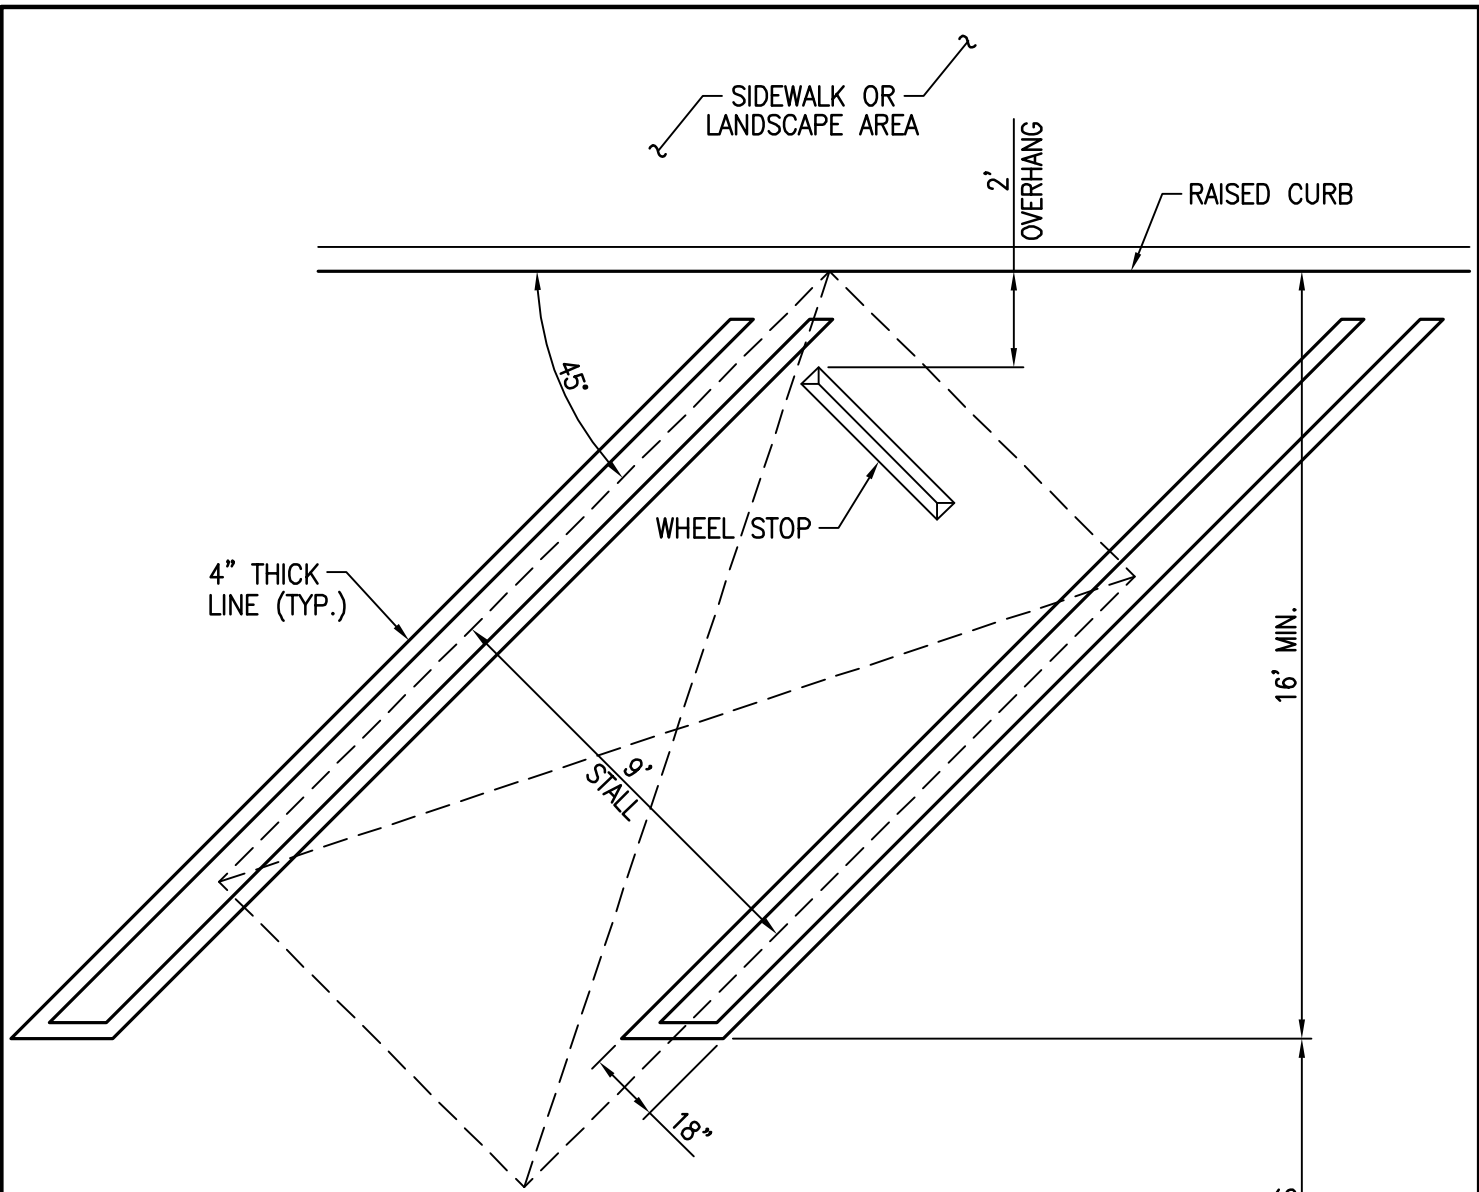 SIDEWALK OR
LANDSCAPE AREA
2'
OVERHANG
RAISED CURB
45°
WHEEL STOP
4" THICK
LINE (TYP.)
16' MIN.
9'
STALL
18"